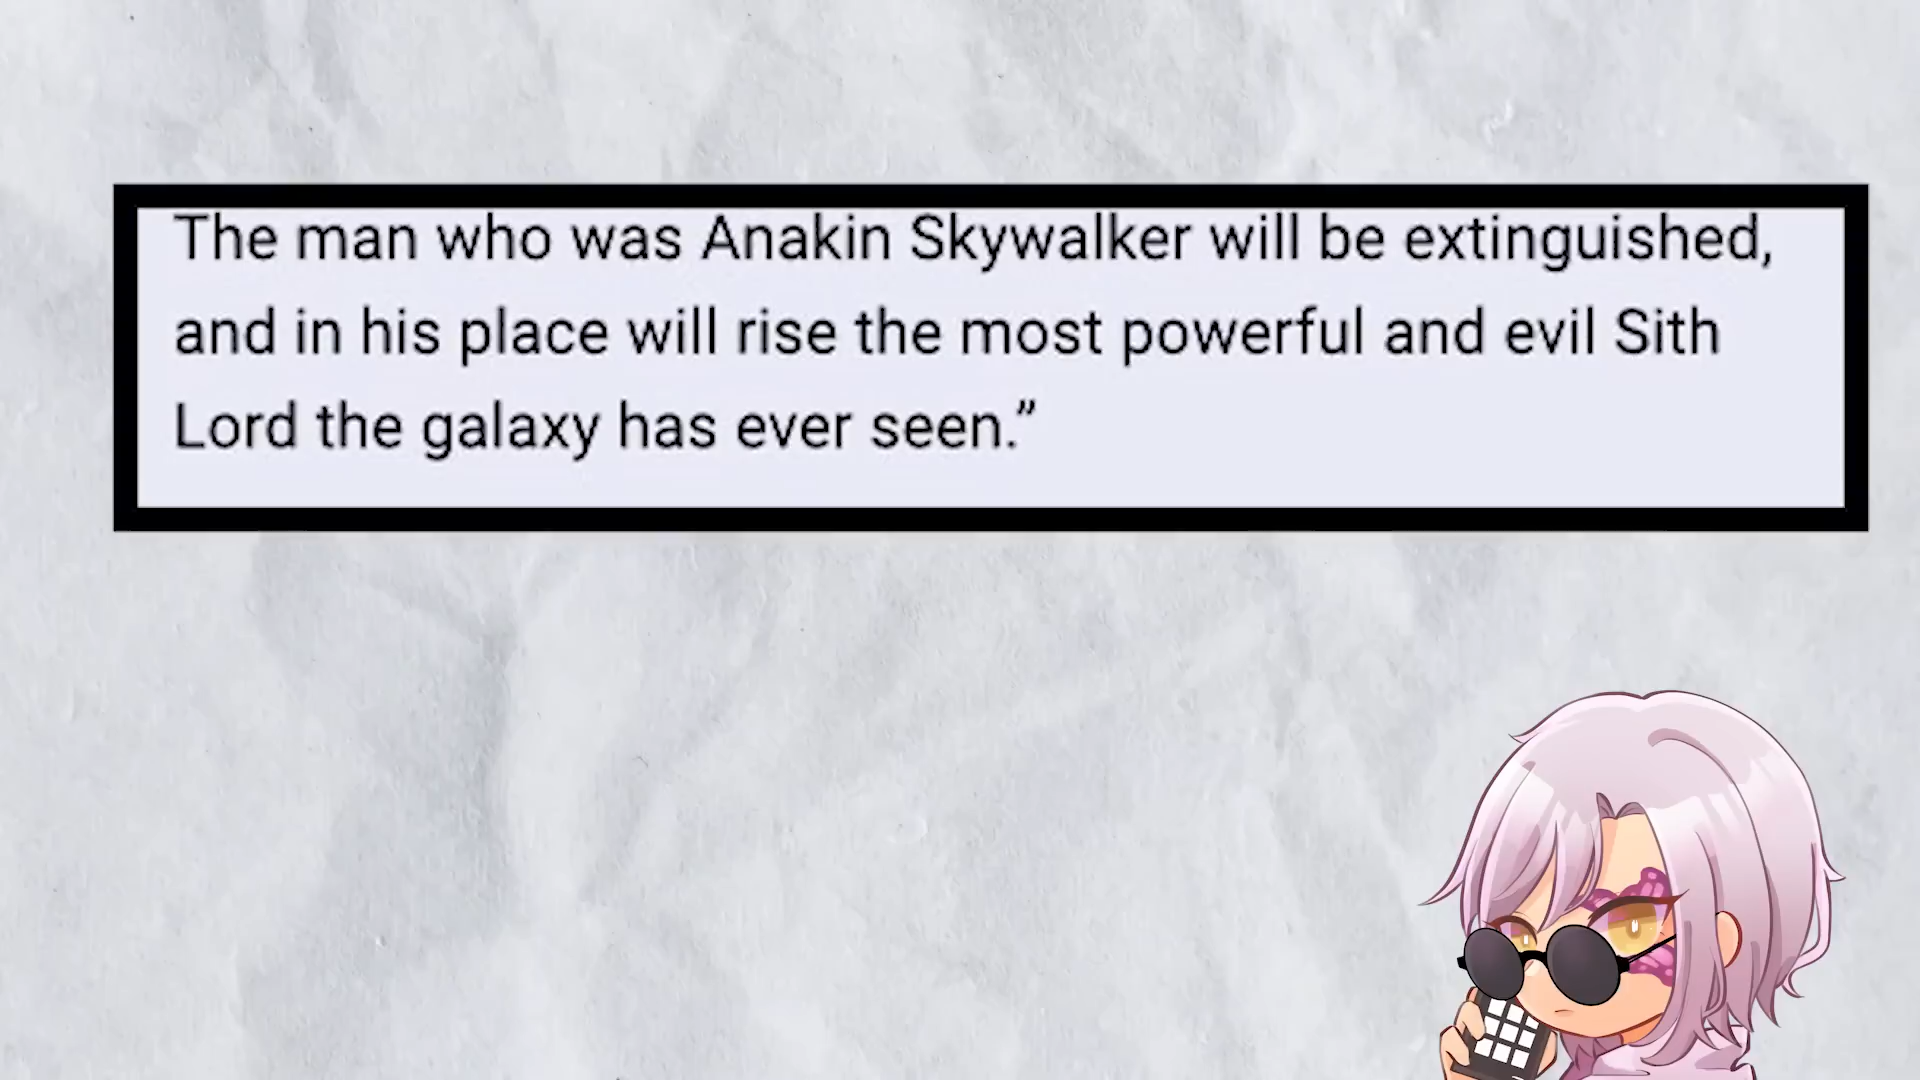 The man who was Anakin Skywalker will be extinguished,
and in his place will rise the most powerful and evil Sith
Lord the galaxy has ever seen.”